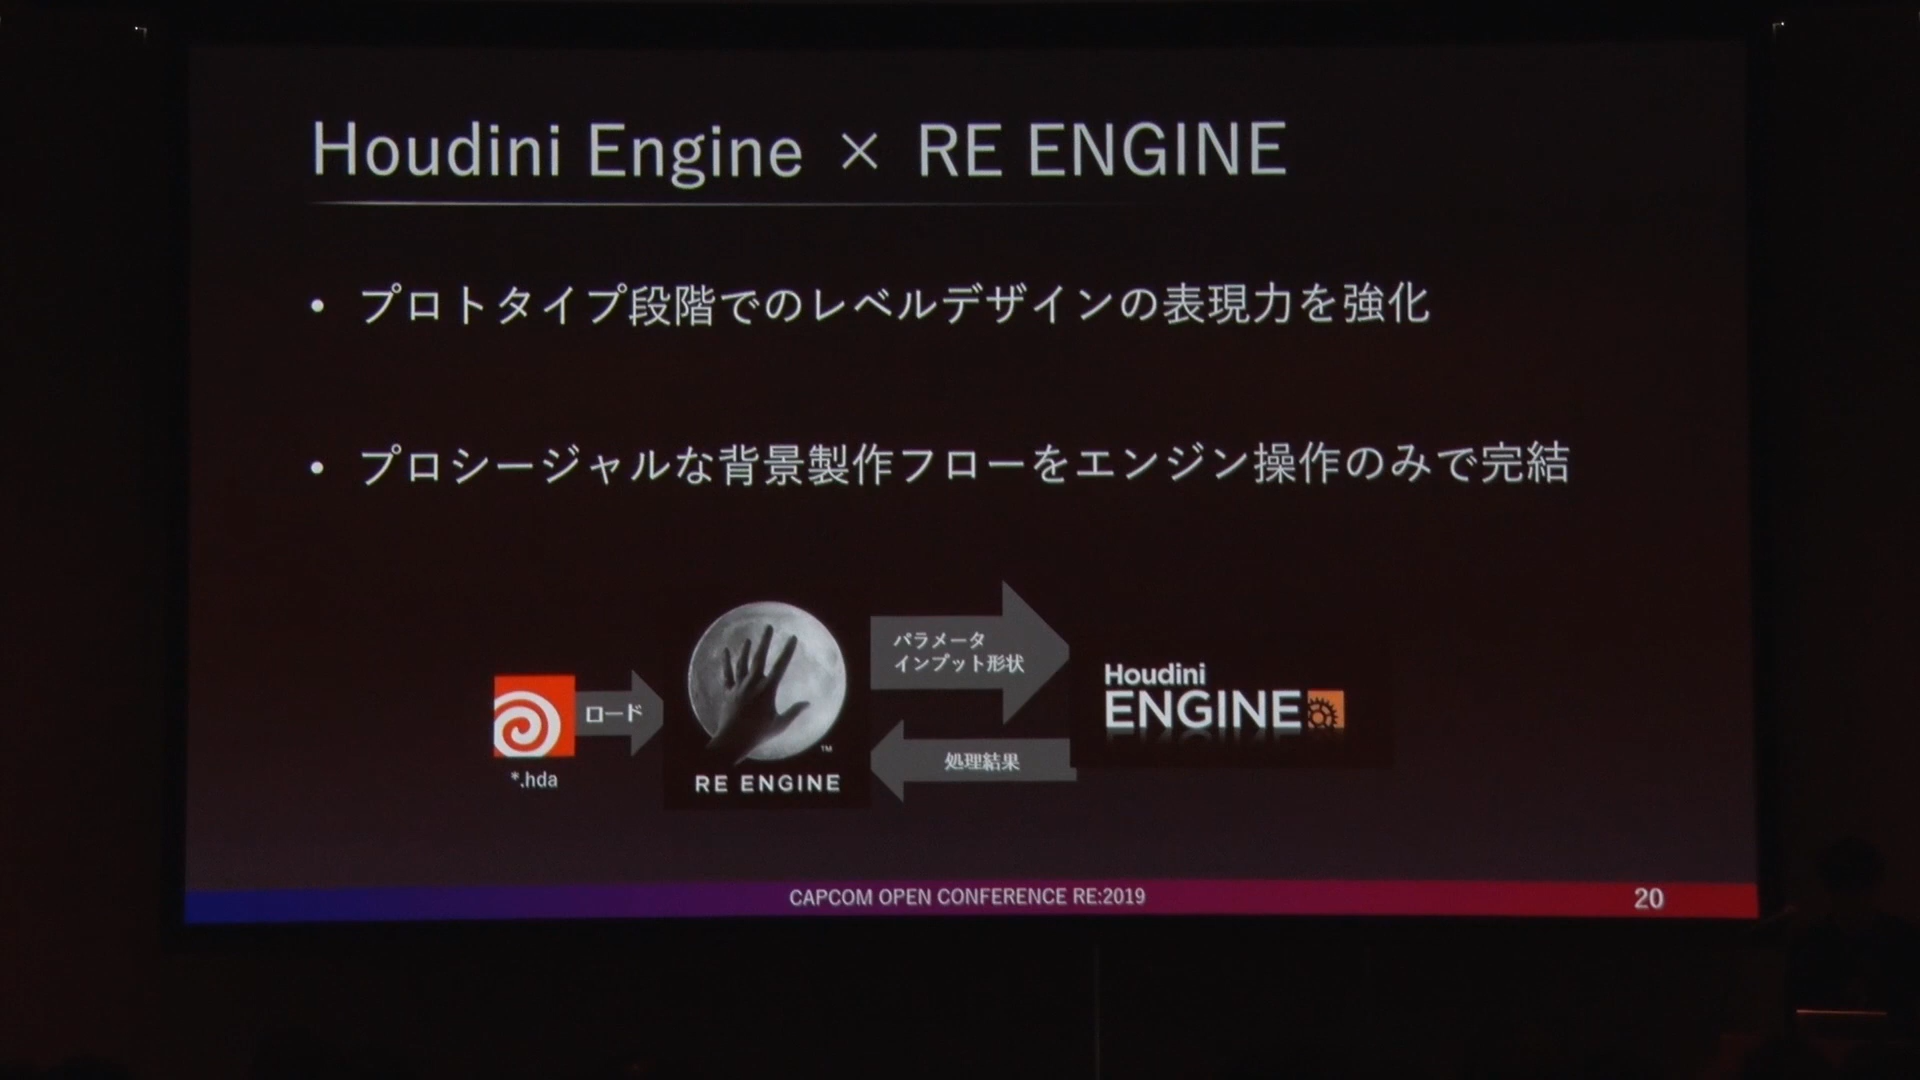 Houdini Engine × RE ENGINE
• プロトタイプ段階でのレベルデザインの表現力を強化
• プロシージャルな背景製作フローをエンジン操作のみで完結
ロード
*.hda
™
RE ENGINE
パラメータ
インプット形状
処理結果
Houdini
ENGINE
CAPCOM OPEN CONFERENCE RE:2019
20